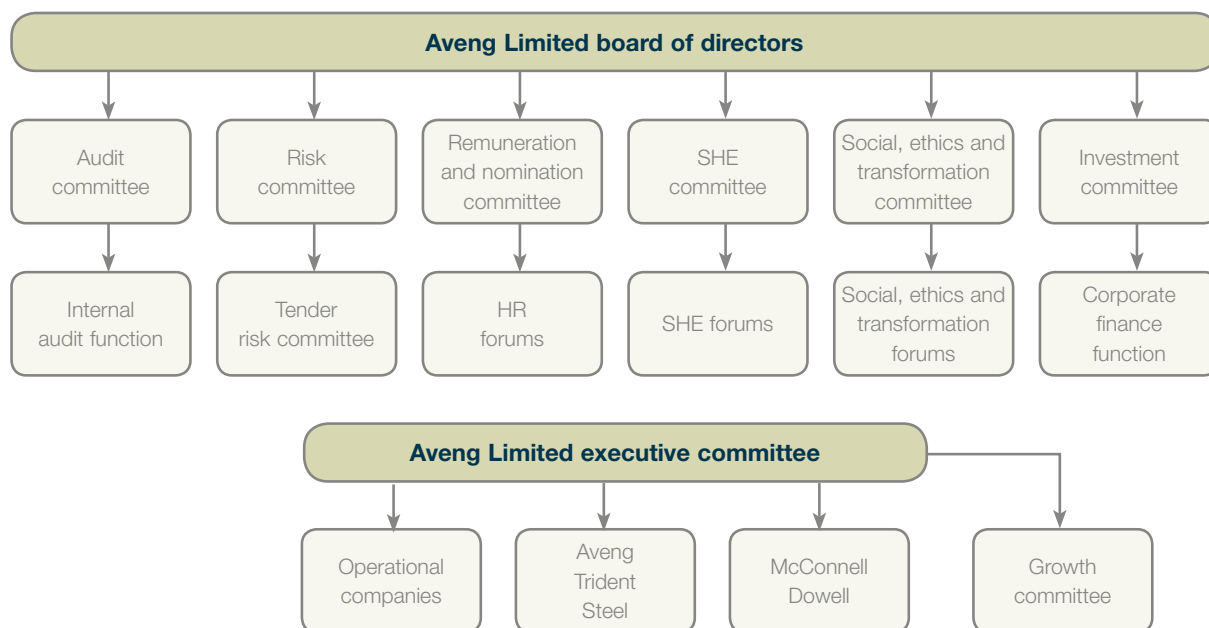 Aveng Limited board of directors
Audit
committee
Risk
committee
Remuneration
and nomination
committee
SHE
committee
Social, ethics and
transformation
committee
Investment
committee
Internal
audit function
Tender
risk committee
HR
forums
SHE forums
Social, ethics and
transformation
forums
Corporate
finance
function
Aveng Limited executive committee
Operational
companies
Aveng
Trident
Steel
McConnell
Dowell
Growth
committee